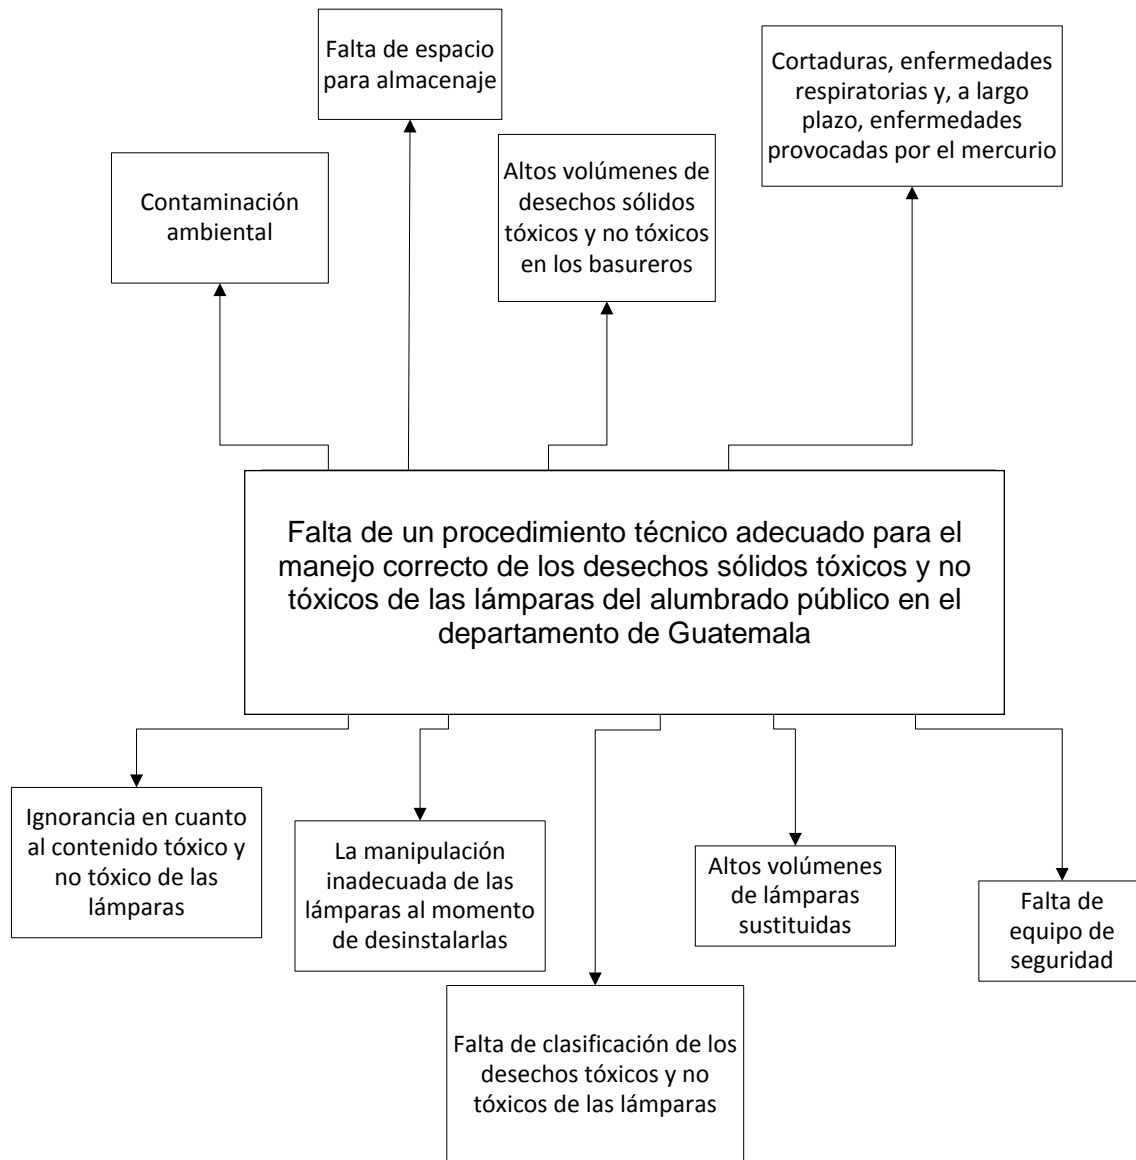 Falta de espacio
para almacenaje
Cortaduras, enfermedades
respiratorias y, a largo
plazo, enfermedades
provocadas por el mercurio
Altos volúmenes de
desechos sólidos
tóxicos y no tóxicos
en los basureros
Contaminación
ambiental
Falta de un procedimiento técnico adecuado para el
manejo correcto de los desechos sólidos tóxicos y no
tóxicos de las lámparas del alumbrado público en el
departamento de Guatemala
Ignorancia en cuanto
al contenido tóxico y
no tóxico de las
lámparas
La manipulación
inadecuada de las
lámparas al momento
de desinstalarlas
Falta de clasificación de los
desechos tóxicos y no
tóxicos de las lámparas
Altos volúmenes
de lámparas
sustituidas
Falta de
equipo de
seguridad